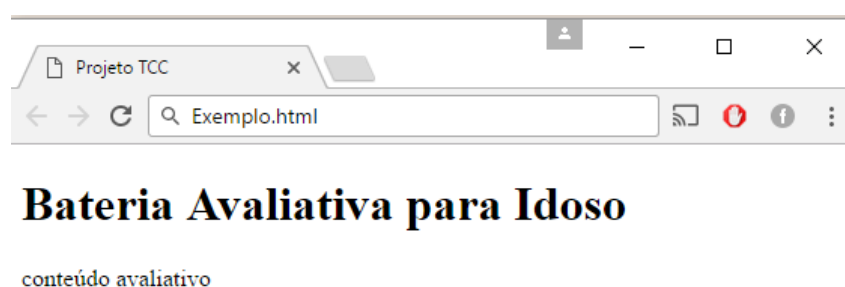 Projeto TCC
Exemplo.html
Bateria Avaliativa para Idoso
conteúdo avaliativo